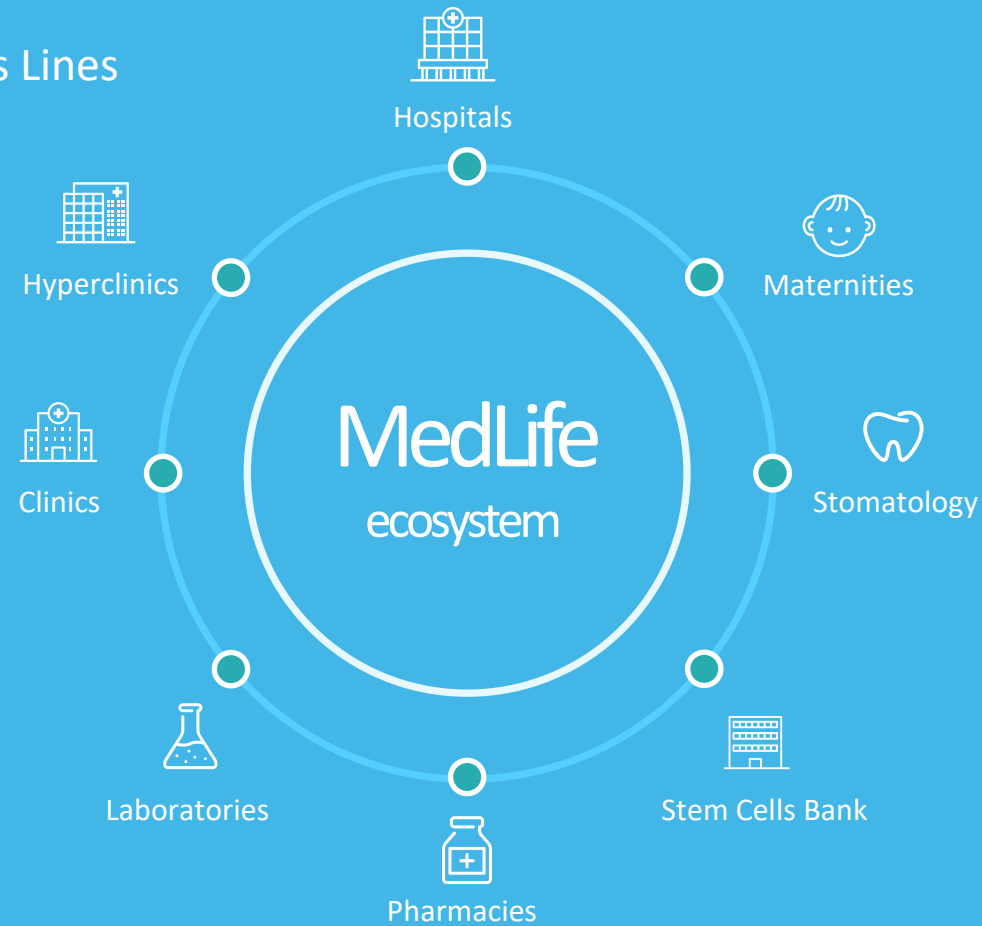 s Lines
Hospitals
Hyperclinics
Maternities
MedLife
ecosystem
Clinics
Stomatology
Laboratories
Stem Cells Bank
Pharmacies